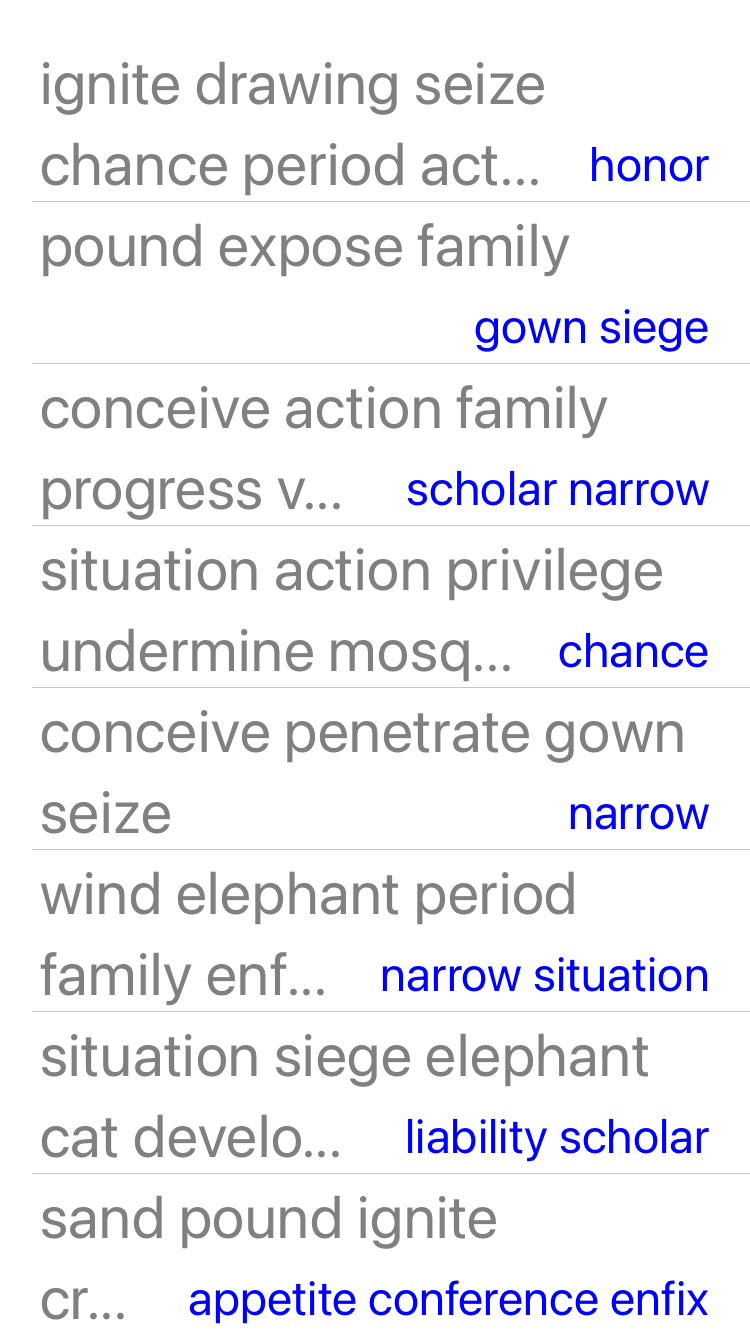 ignite drawing seize
chance period act... honor
pound expose family
gown siege
conceive action family
progress v... scholar narrow
situation action privilege
undermine mosq... chance
conceive penetrate gown
seize narrow
wind elephant period
family enf... narrow situation
situation siege elephant
cat develo... liability scholar
sand pound ignite
cr... appetite conference enfix